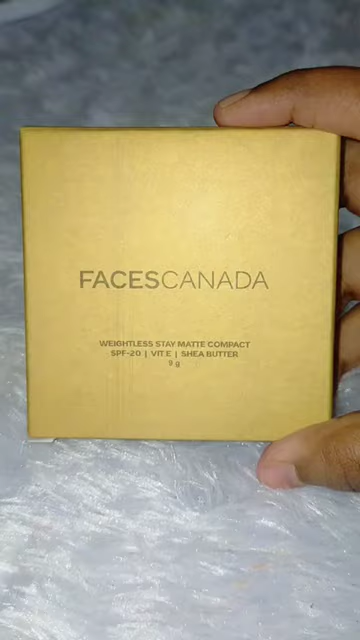 FACESCANADA
WEIGHTLESS STAY MATTE COMPACT
SPF-20 | VIT E | SHEA BUTTER
9 g